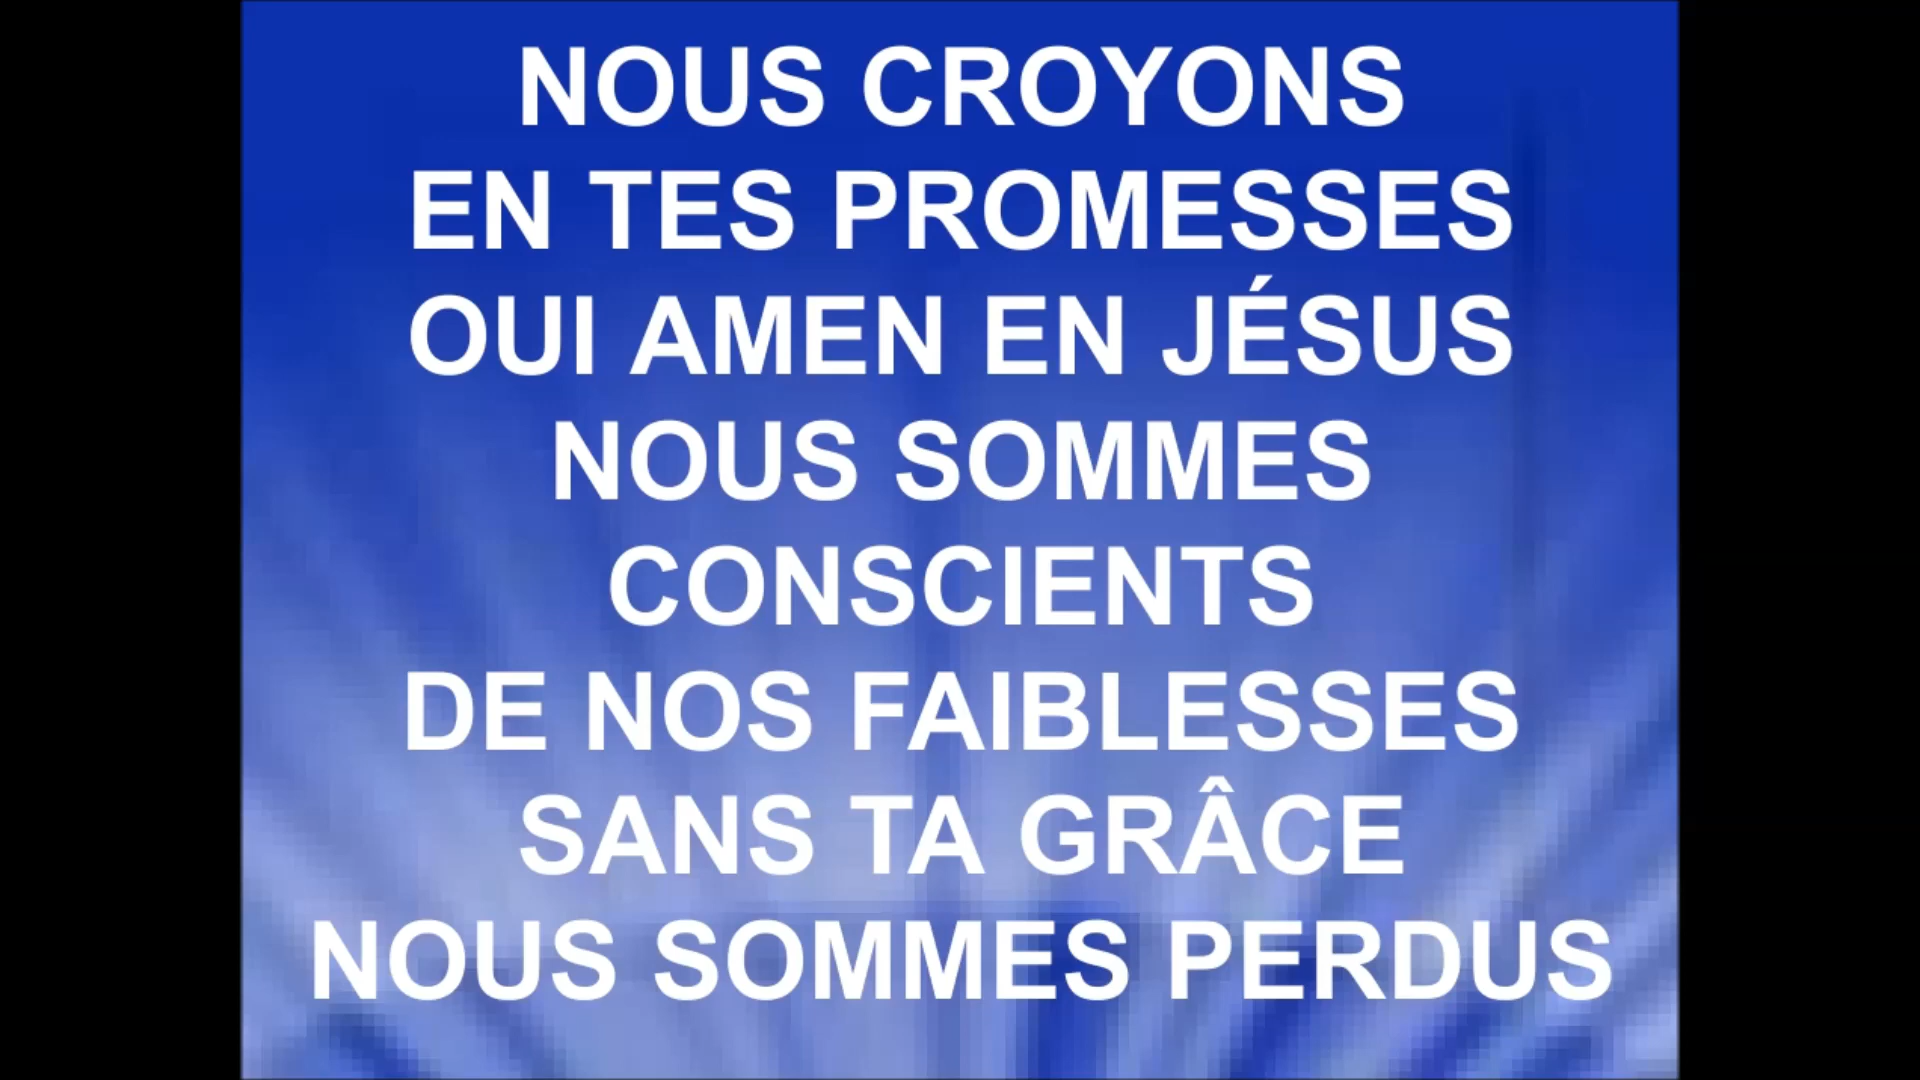 NOUS CROYONS
EN TES PROMESSES
OUI AMEN EN JÉSUS
NOUS SOMMES
CONSCIENTS
DE NOS FAIBLESSES
SANS TA GRÂCE
NOUS SOMMES PERDUS